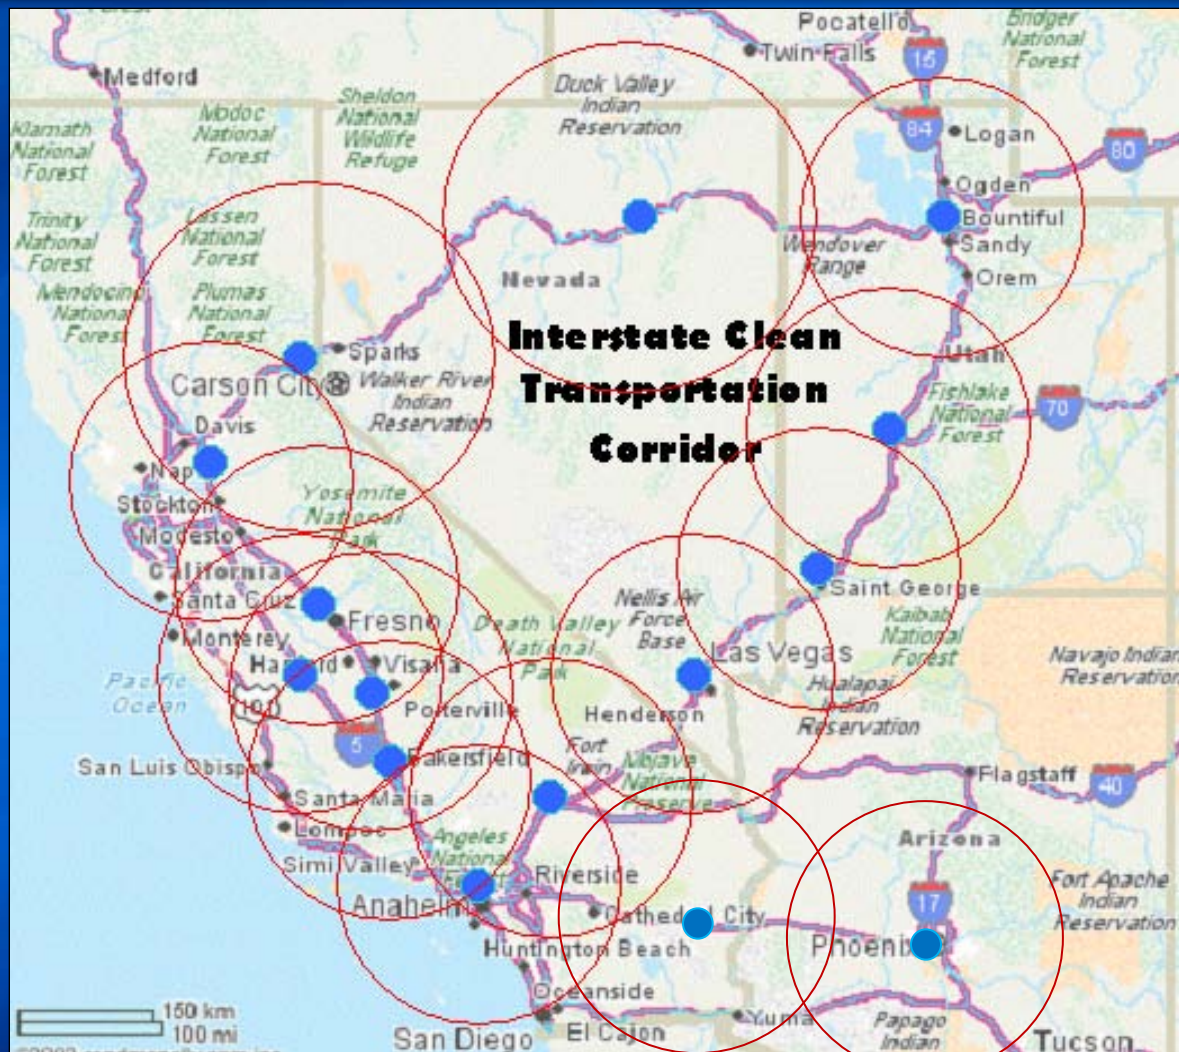 Pocatello
Bridger
National
Forest
Twin Falls
15
Medford
Duck Valley
Indian
Reservation
Sheldon
National
Wildlife
Refuge
Modoc
National
Forest
Klamath
National
Forest
84
Logan
80
Ogden
Bountiful
Sandy
Orem
Wendover
Range
Trinity
National
Forest
Lassen
National
Forest
Nevada
Mendocino
National
Forest
Plumas
National
Forest
Interstate Clean
Transportation
Corridor
Utah
Sparks
Carson City
Walker River
Indian
Reservation
Fishlake
National
Forest
70
Davis
Nap
Stockton
Modesto
Yosemite
National
Park
California
Santa Cruz
Fresno
Monterey
Death Valley
National
Park
Nellis Air
Force
Base
Saint George
Kaibab
National
Forest
Las Vegas
Navajo Indian
Reservation
Visalia
Pacific
Ocean
101
Porterville
Henderson
Hualapai
Indian
Reservation
5
Bakersfield
Fort
Irwin
Mojave
National
Preserve
San Luis Obispo
Santa Maria
Flagstaff
40
Lompoc
Angeles
National
Simi Valley
Arizona
Riverside
Anaheim
17
Fort Apache
Indian
Reservation
Cathedral City
Huntington Beach
Phoenix
Oceanside
150 km
100 mi
San Diego
El Cajon
Yuma
Papago
Indian
Tucson